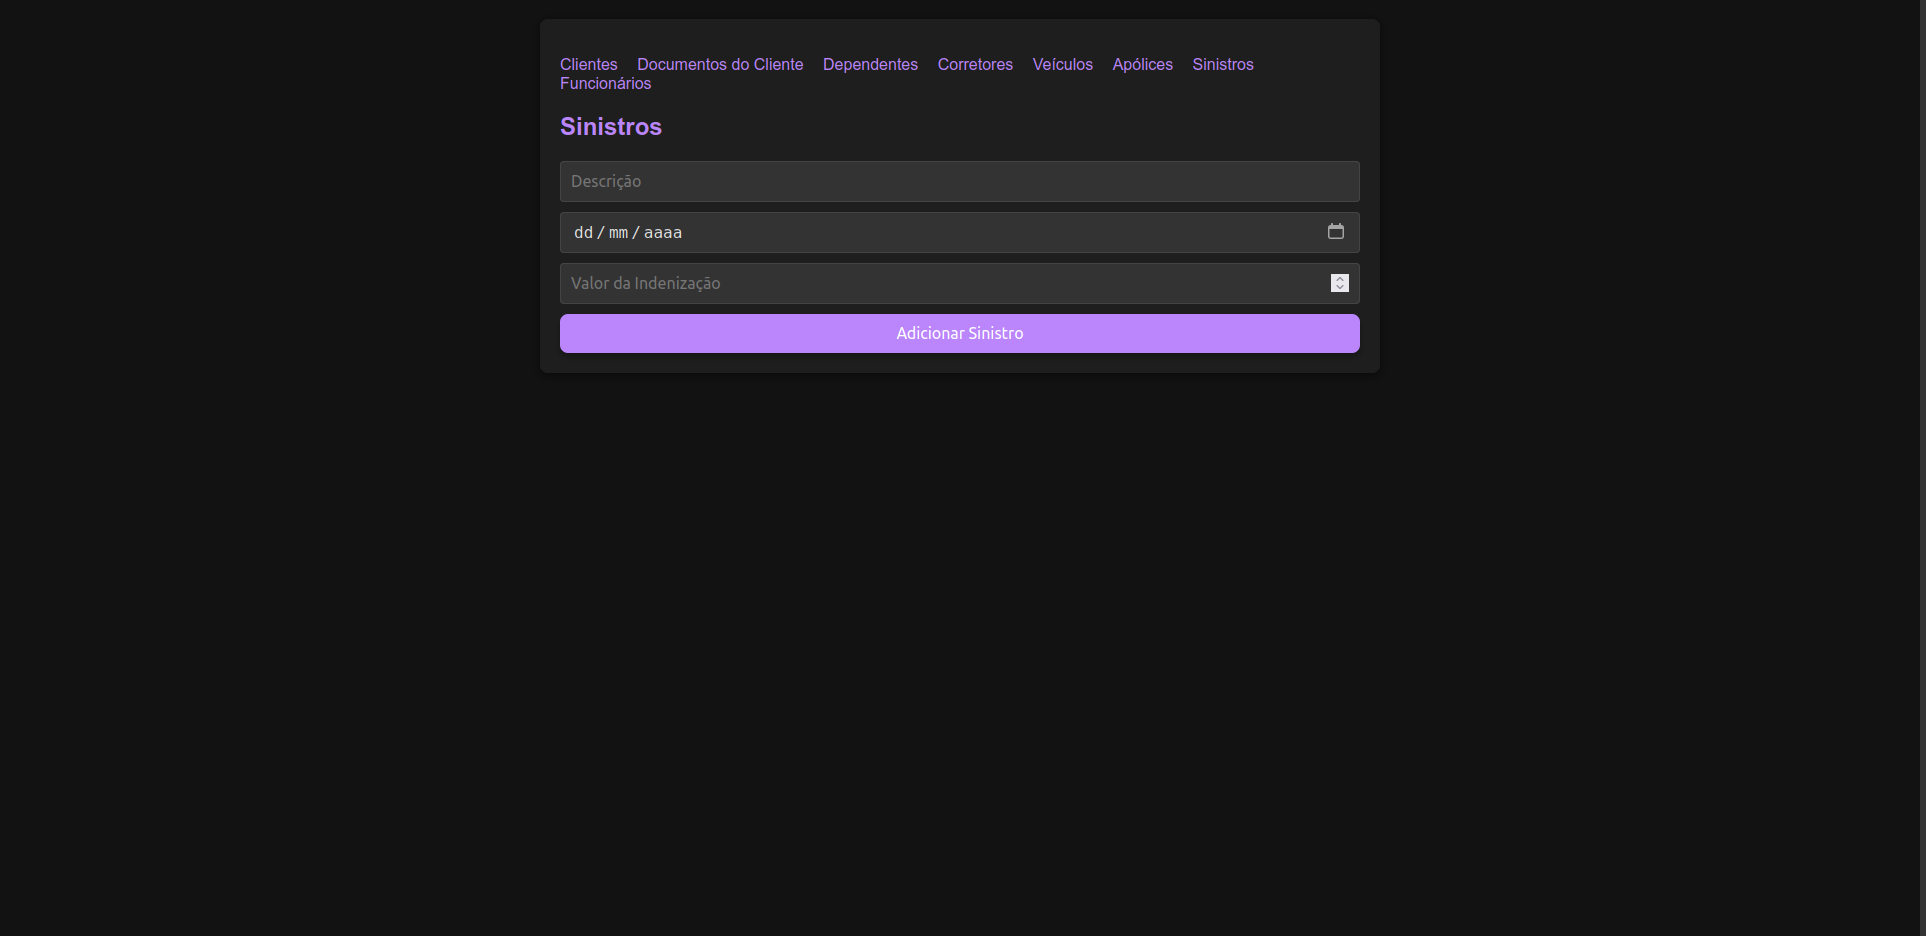 Clientes Documentos do Cliente Dependentes Corretores Veículos Apólices Sinistros
Funcionários
Sinistros
Descrição
dd/mm/aaaa
Valor da Indenização
Adicionar Sinistro